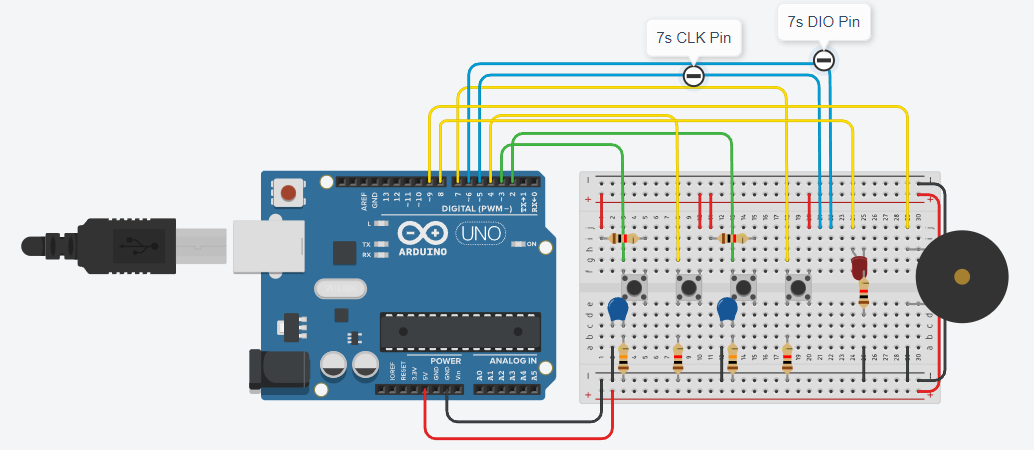 7s DIO Pin
7s CLK Pin
AREF
GND
13
12
~11
~10
~9
8
7
~6
~5
4
~3
2
TX→1
RX←0
DIGITAL (PWM~)
L
TX
RX
ARDUINO
UNO
ON
POWER
ANALOG IN
IOREF
RESET
3.3V
5V
GND
GND
Vin
A0
A1
A2
A3
A4
A5